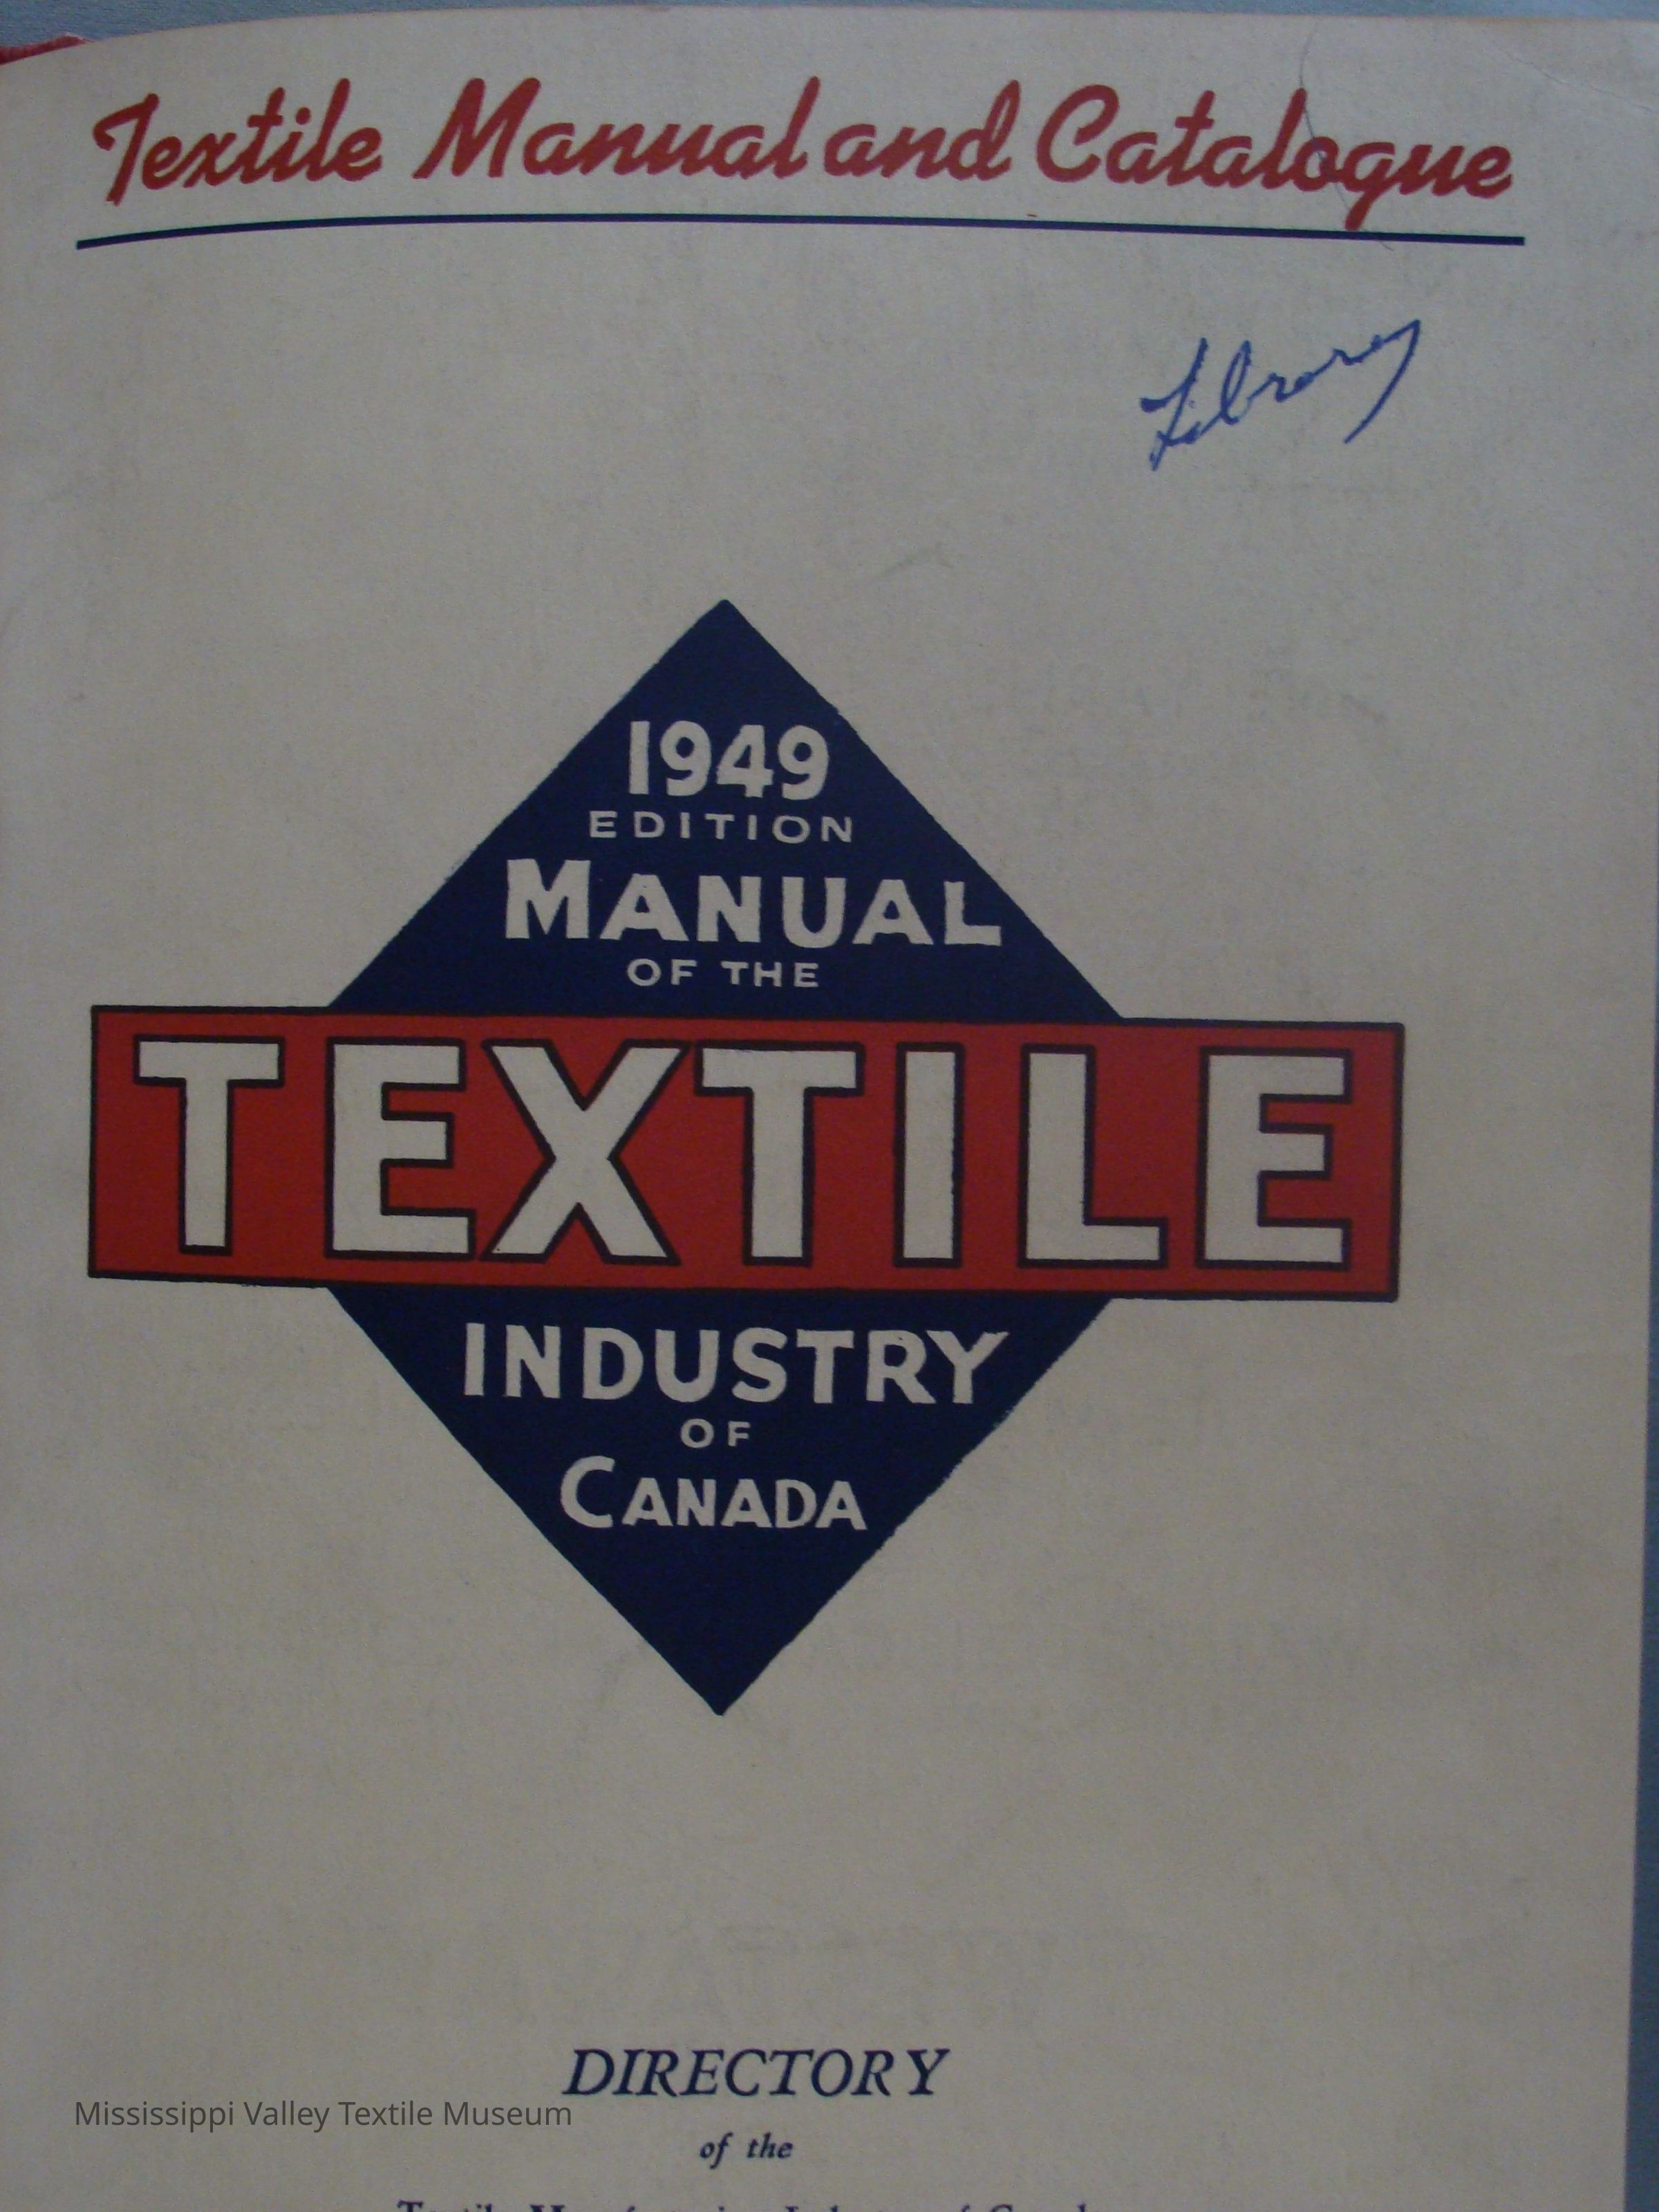 Textile Manual and Catalogue
Library
1949
EDITION
MANUAL
OF THE
TEXTILE
INDUSTRY
OF
CANADA
DIRECTORY
Mississippi Valley Textile Museum
of the